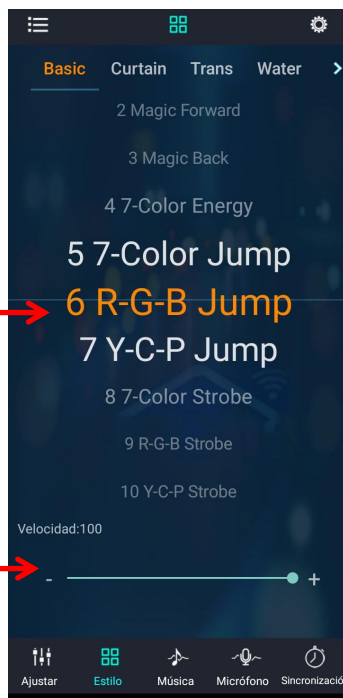 Basic Curtain Trans Water >
2 Magic Forward
3 Magic Back
4 7-Color Energy
5 7-Color Jump
6 R-G-B Jump
7 Y-C-P Jump
8 7-Color Strobe
9 R-G-B Strobe
10 Y-C-P Strobe
Velocidad:100
- +
Ajustar Estilo Música Micrófono Sincronizació